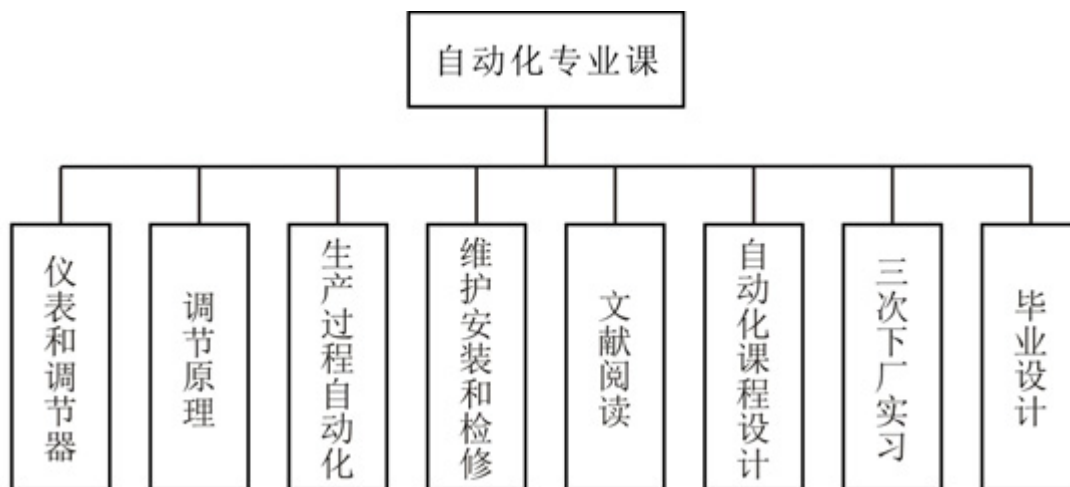 自动化专业课
仪表和调节器
调节原理
生产过程自动化
维护安装和检修
文献阅读
自动化课程设计
三次下厂实习
毕业设计